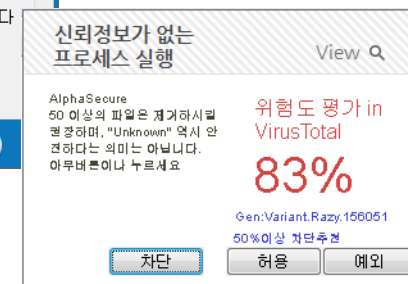 다
신뢰정보가 없는
프로세스 실행
View
AlphaSecure
50 이상의 파일은 제거하시길
권장하며, "Unknown" 역시 안
전하다는 의미는 아닙니다.
아무버튼이나 누르세요
위험도 평가 in
VirusTotal
83%
Gen:Variant.Razy.156051
50%이상 차단추천
차단
허용
예외